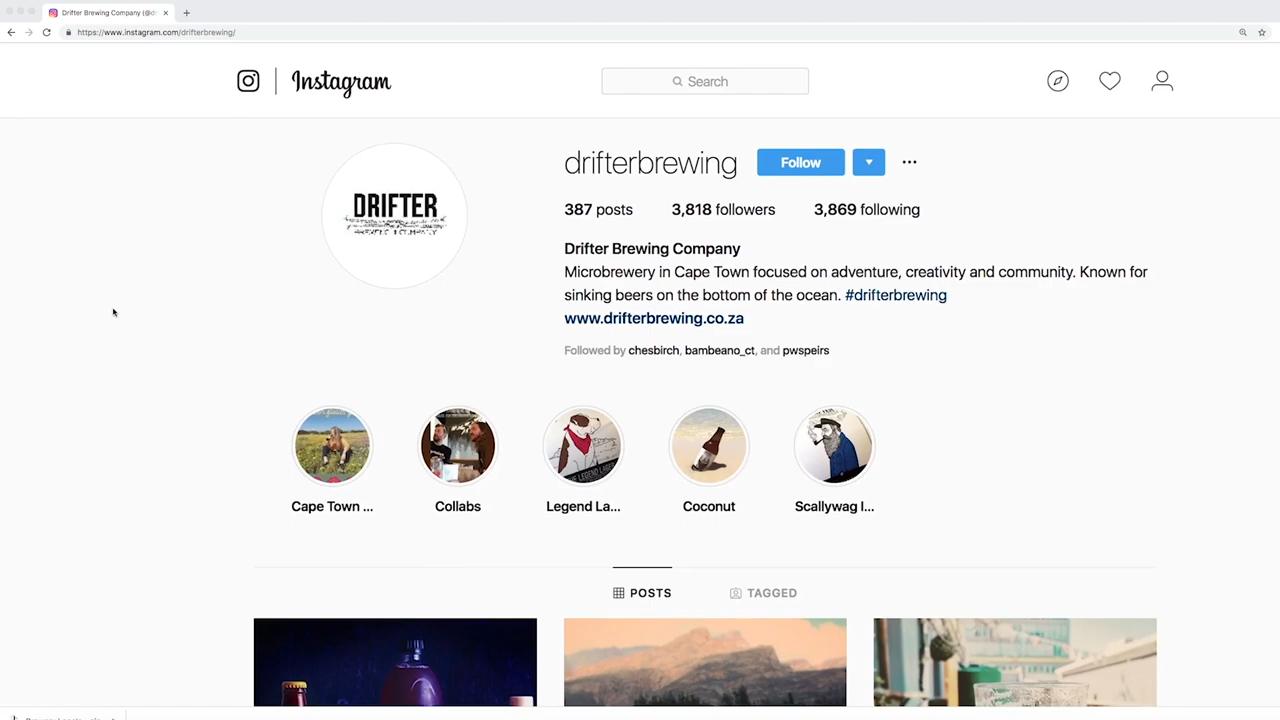 Drifter Brewing Company (@dr
https://www.instagram.com/drifterbrewing/
Instagram
Search
drifterbrewing
Follow
387 posts 3,818 followers 3,869 following
Drifter Brewing Company
Microbrewery in Cape Town focused on adventure, creativity and community. Known for
sinking beers on the bottom of the ocean. #drifterbrewing
www.drifterbrewing.co.za
Followed by chesbirch, bambeano_ct, and pwspeirs
DRIFTER
Cape Town ...
Collabs
Legend La...
Coconut
Scallywag I...
POSTS
TAGGED